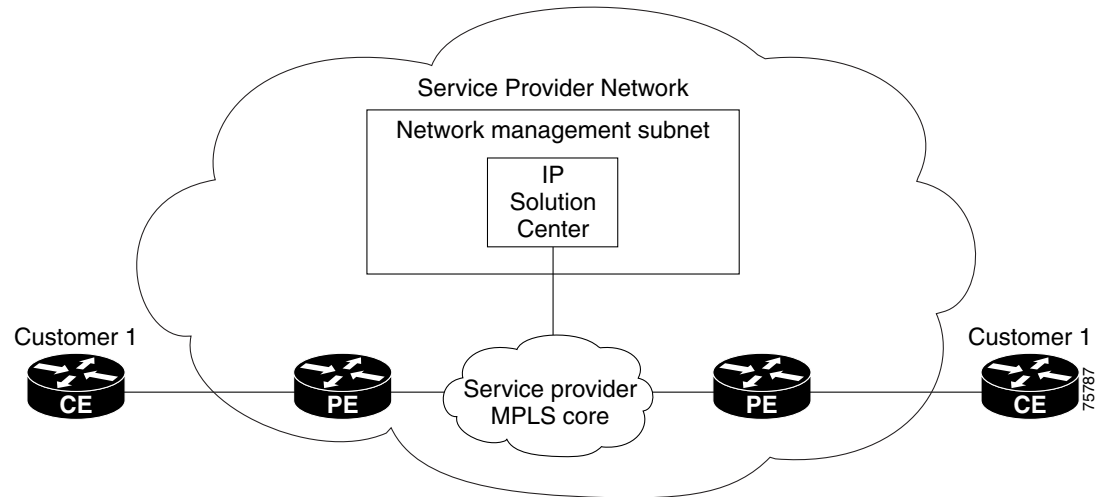 Service Provider Network
Network management subnet
IP
Solution
Center
Customer 1
Customer 1
CE
PE
Service provider
MPLS core
PE
CE
75787